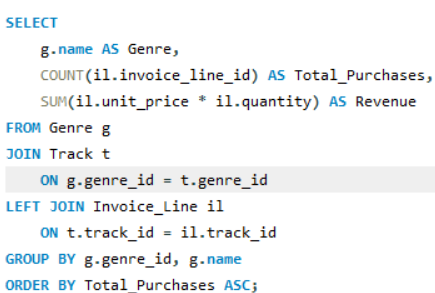 SELECT
g.name AS Genre,
COUNT(il.invoice_line_id) AS Total_Purchases,
SUM(il.unit_price * il.quantity) AS Revenue
FROM Genre g
JOIN Track t
ON g.genre_id = t.genre_id
LEFT JOIN Invoice_Line il
ON t.track_id = il.track_id
GROUP BY g.genre_id, g.name
ORDER BY Total_Purchases ASC;